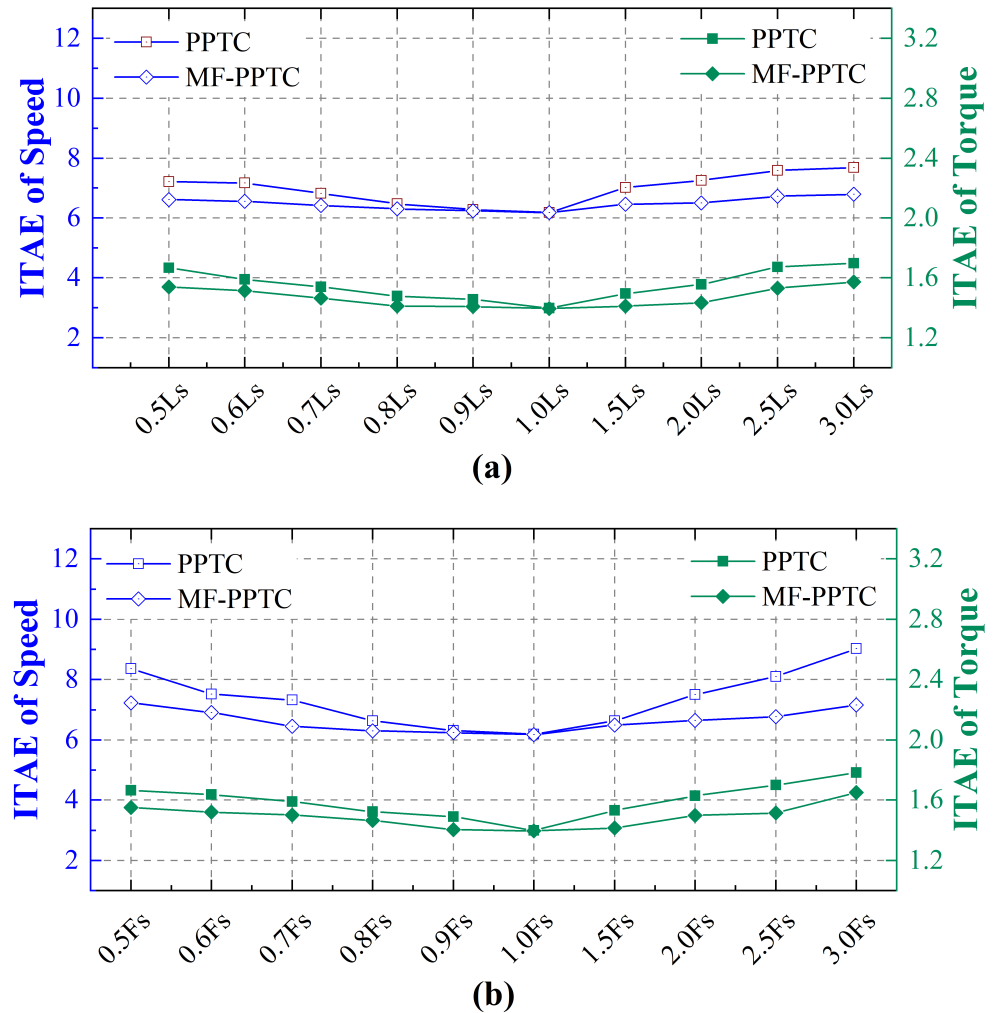 PPTC
MF-PPTC
PPTC
MF-PPTC
12
10
8
6
4
2
ITAE of Speed
3.2
2.8
2.4
2.0
1.6
1.2
ITAE of Torque
0.5Ls
0.6Ls
0.7Ls
0.8Ls
0.9Ls
1.0Ls
1.5Ls
2.0Ls
2.5Ls
3.0Ls
(a)
PPTC
MF-PPTC
PPTC
MF-PPTC
12
10
8
6
4
2
ITAE of Speed
3.2
2.8
2.4
2.0
1.6
1.2
ITAE of Torque
0.5Fs
0.6Fs
0.7Fs
0.8Fs
0.9Fs
1.0Fs
1.5Fs
2.0Fs
2.5Fs
3.0Fs
(b)